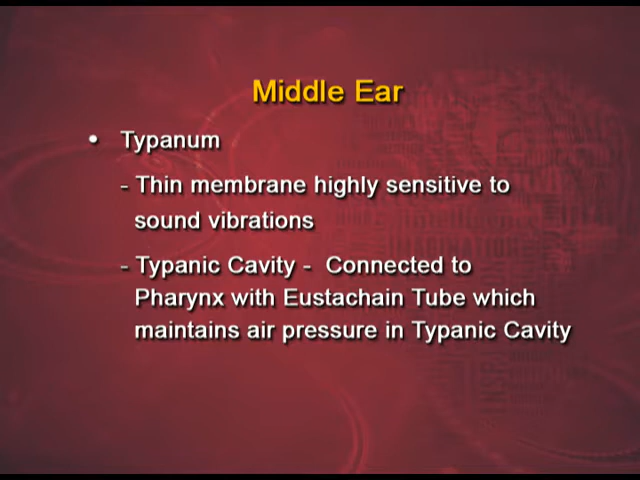 Middle Ear
• Typanum
- Thin membrane highly sensitive to
sound vibrations
- Typanic Cavity - Connected to
Pharynx with Eustachain Tube which
maintains air pressure in Typanic Cavity
IMAGINATION